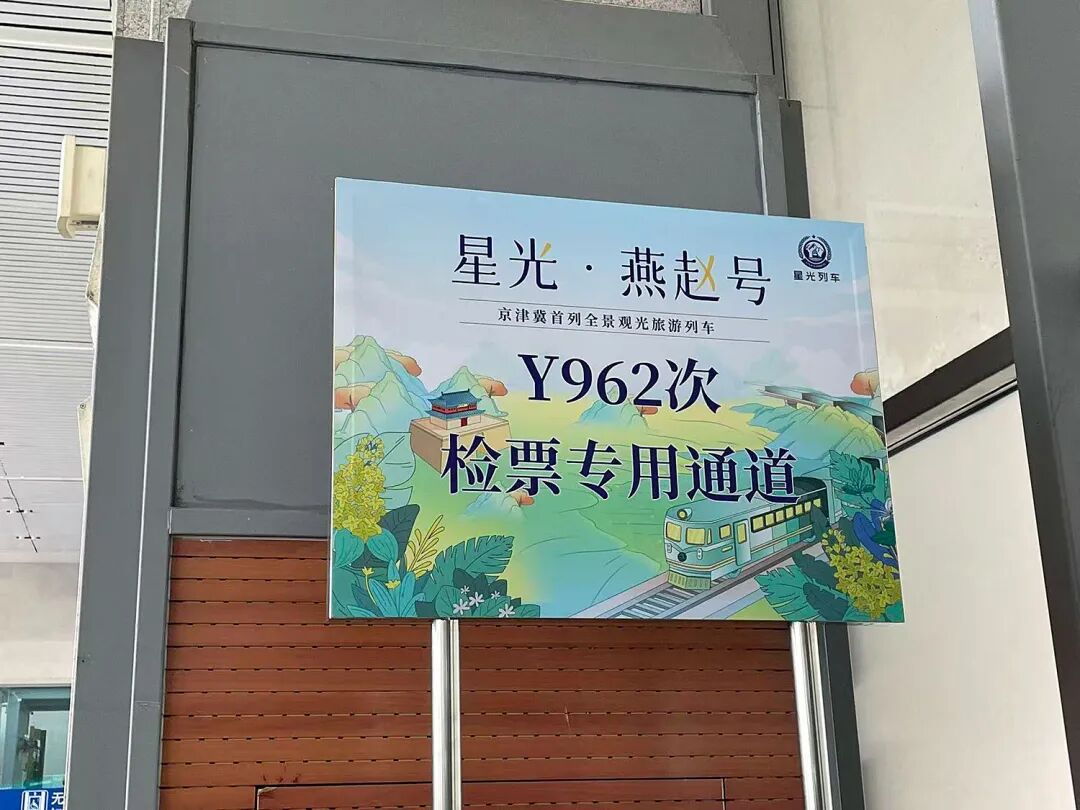 星光·燕赵号
星光列车
京津冀首列全景观光旅游列车
Y962次
检票专用通道
无